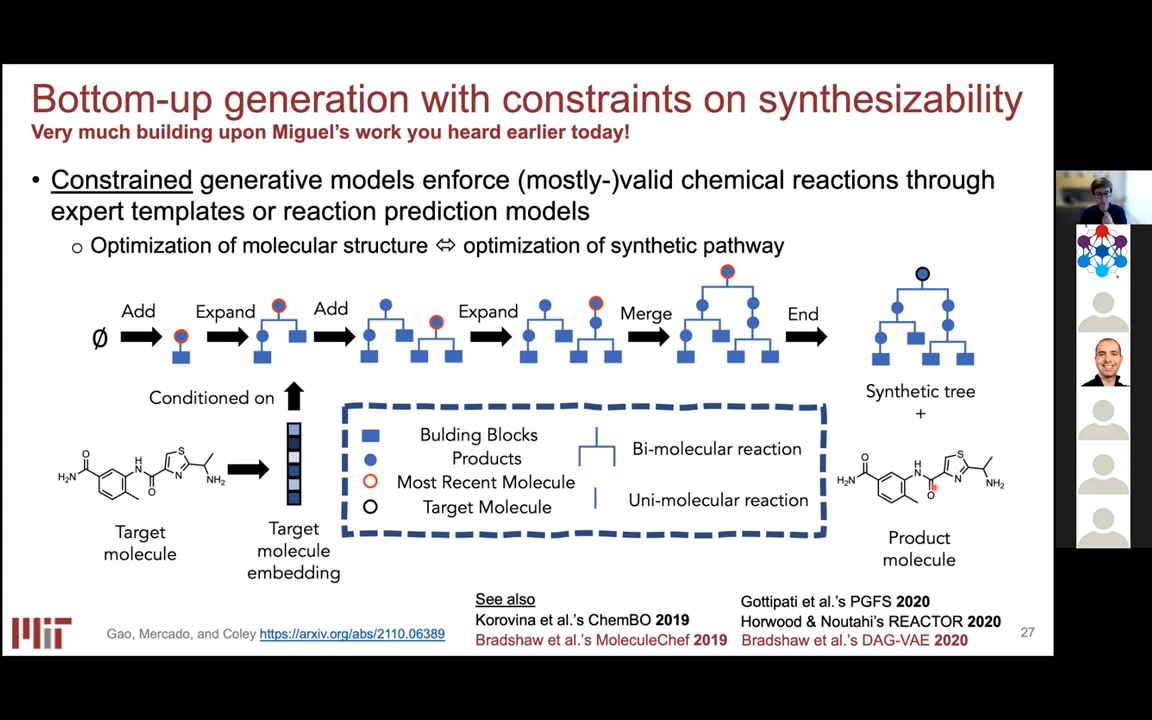 Bottom-up generation with constraints on synthesizability
Very much building upon Miguel's work you heard earlier today!
• Constrained generative models enforce (mostly-)valid chemical reactions through
expert templates or reaction prediction models
o Optimization of molecular structure ⇔ optimization of synthetic pathway
Add
Expand
Add
Expand
Merge
End
∅
Conditioned on
Synthetic tree
+
Bulding Blocks
Products
Most Recent Molecule
Target Molecule
Bi-molecular reaction
Uni-molecular reaction
H₂N
O
H
N
O
S
N
NH₂
H₂N
O
H
N
O
S
N
NH₂
Target
molecule
Target
molecule
embedding
Product
molecule
See also
Korovina et al.'s ChemBO 2019
Bradshaw et al.'s MoleculeChef 2019
Gottipati et al.'s PGFS 2020
Horwood & Noutahi's REACTOR 2020
Bradshaw et al.'s DAG-VAE 2020
MIT
Gao, Mercado, and Coley https://arxiv.org/abs/2110.06389
27